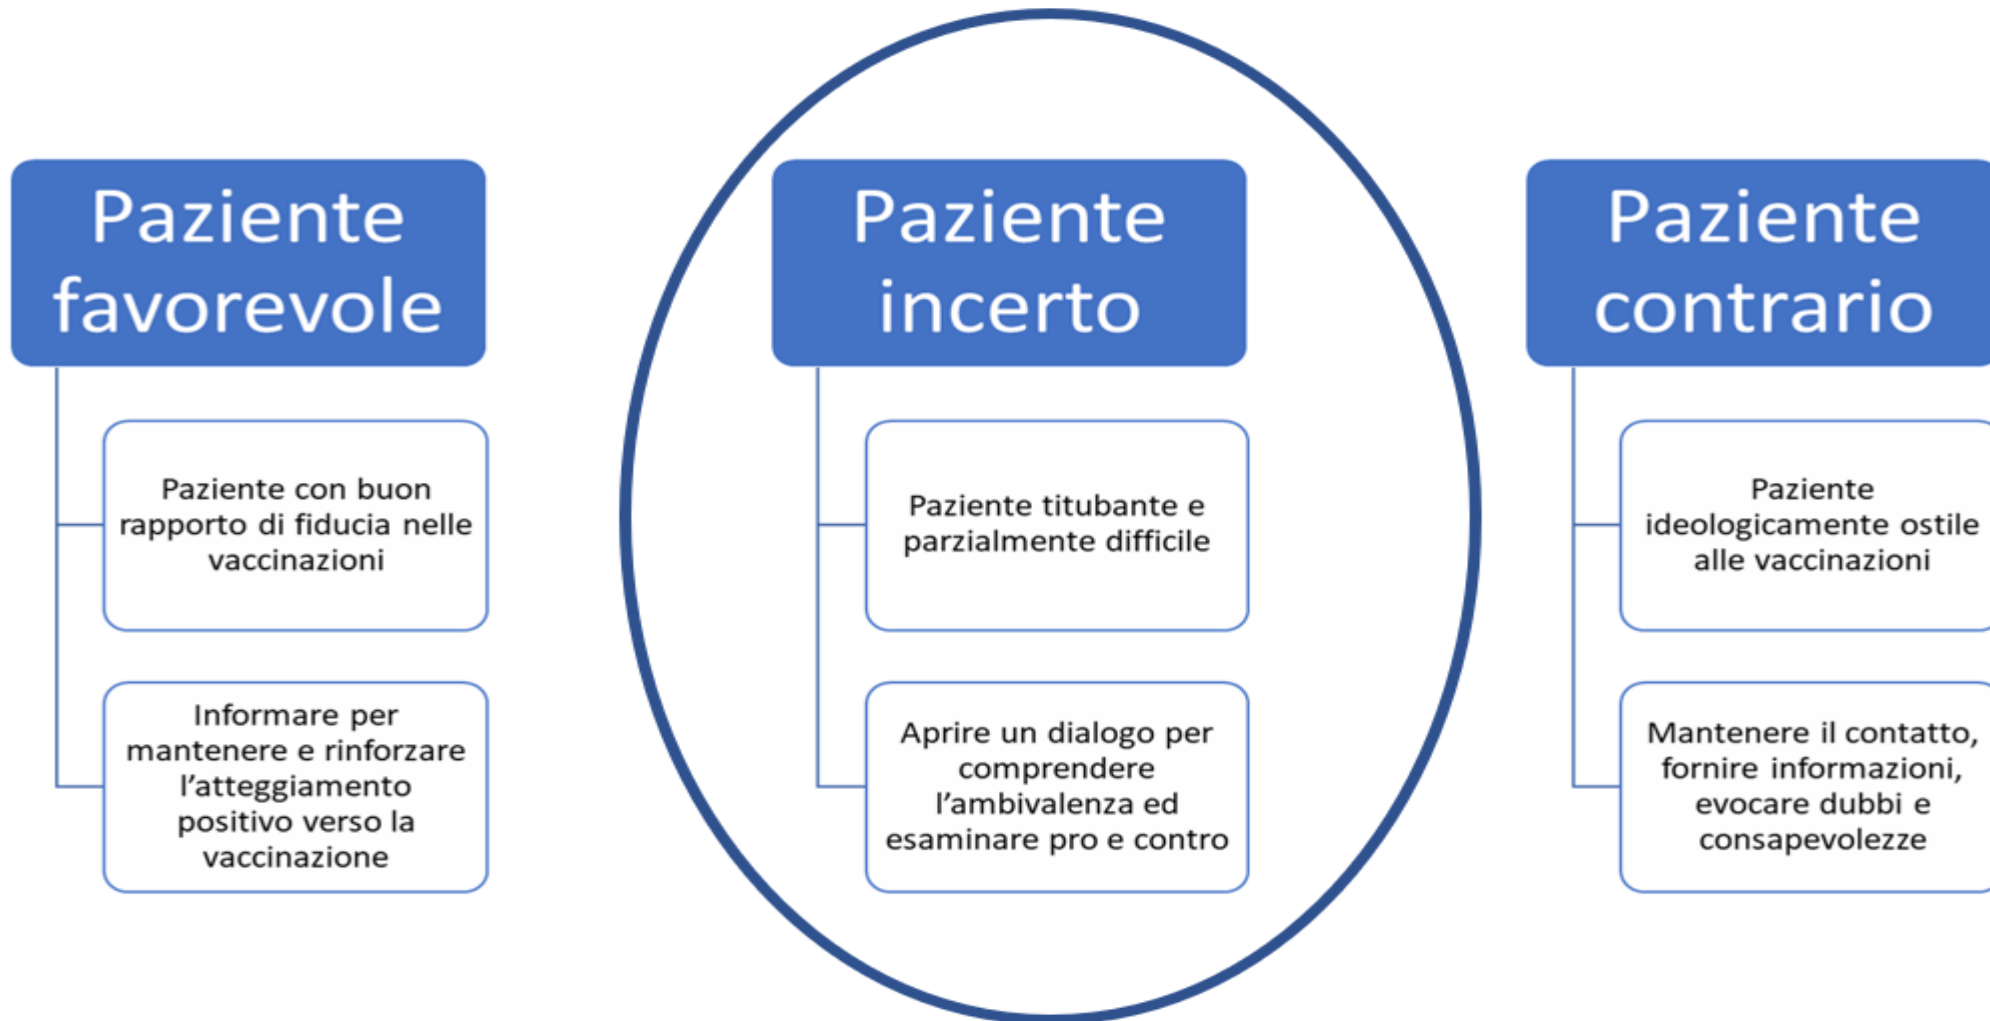 Paziente
favorevole
Paziente con buon
rapporto di fiducia nelle
vaccinazioni
Informare per
mantenere e rinforzare
l'atteggiamento
positivo verso la
vaccinazione
Paziente
incerto
Paziente titubante e
parzialmente difficile
Aprire un dialogo per
comprendere
l'ambivalenza ed
esaminare pro e contro
Paziente
contrario
Paziente
ideologicamente ostile
alle vaccinazioni
Mantenere il contatto,
fornire informazioni,
evocare dubbi e
consapevolezze